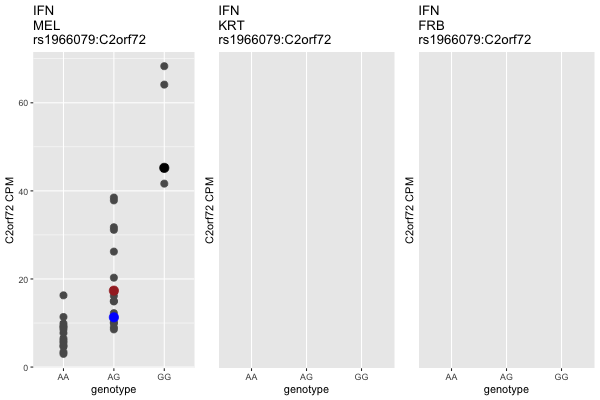 IFN
MEL
rs1966079:C2orf72
IFN
KRT
rs1966079:C2orf72
IFN
FRB
rs1966079:C2orf72
C2orf72 CPM
60
40
20
0
AA AG GG
genotype
C2orf72 CPM
AA AG GG
genotype
C2orf72 CPM
AA AG GG
genotype